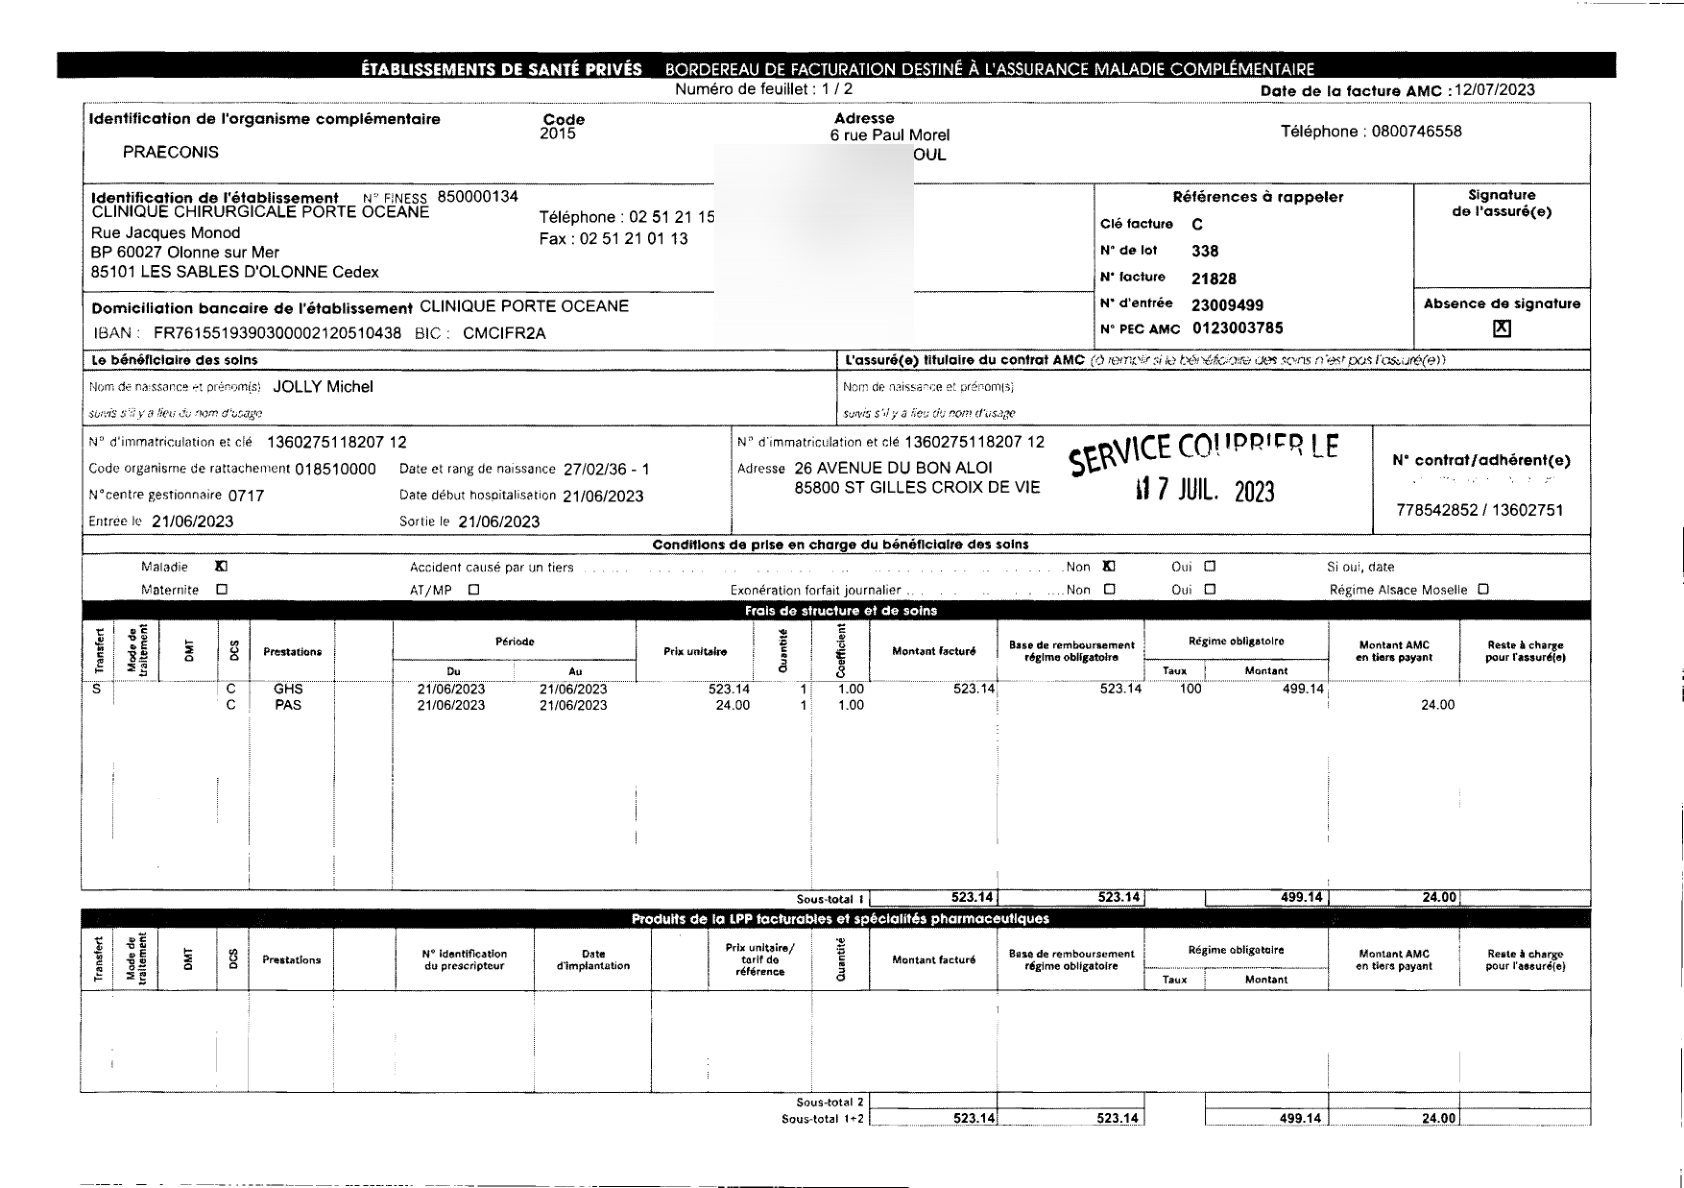 ÉTABLISSEMENTS DE SANTÉ PRIVÉS BORDEREAU DE FACTURATION DESTINÉ À L'ASSURANCE MALADIE COMPLÉMENTAIRE
Numéro de feuillet : 1 / 2
Date de la facture AMC : 12/07/2023
Identification de l'organisme complémentaire Code Adresse
2015 6 rue Paul Morel Téléphone : 0800746558
PRAECONIS OUL
Identification de l'établissement N° FINESS 850000134
CLINIQUE CHIRURGICALE PORTE OCEANE
Rue Jacques Monod
BP 60027 Olonne sur Mer
85101 LES SABLES D'OLONNE Cedex
Téléphone : 02 51 21 15
Fax : 02 51 21 01 13
Références à rappeler
Clé facture C
N° de lot 338
N° facture 21828
N° d'entrée 23009499
N° PEC AMC 0123003785
Signature
de l'assuré(e)
Absence de signature
X
Domiciliation bancaire de l'établissement CLINIQUE PORTE OCEANE
IBAN : FR7615519390300002120510438 BIC : CMCIFR2A
Le bénéficiaire des soins
Nom de naissance et prénom(s) JOLLY Michel
suivis s'il y a lieu du nom d'usage
L'assuré(e) titulaire du contrat AMC (à remplir si le bénéficiaire des soins n'est pas l'assuré(e))
Nom de naissance et prénom(s)
suivis s'il y a lieu du nom d'usage
N° d'immatriculation et clé 1360275118207 12
Code organisme de rattachement 018510000 Date et rang de naissance 27/02/36 - 1
N°centre gestionnaire 0717 Date début hospitalisation 21/06/2023
Entrée le 21/06/2023 Sortie le 21/06/2023
N° d'immatriculation et clé 1360275118207 12
Adresse 26 AVENUE DU BON ALOI
85800 ST GILLES CROIX DE VIE
SERVICE COURRIER LE
17 JUIL. 2023
N° contrat/adhérent(e)
778542852 / 13602751
Conditions de prise en charge du bénéficiaire des soins
Maladie X Accident causé par un tiers Non X Oui Si oui, date
Maternite AT/MP Exonération forfait journalier Non Oui Régime Alsace Moselle
Frais de structure et de soins
Transfert Mode de traitement DMT DCS Prestations Période Du Au Prix unitaire Quantité Coefficient Montant facturé Base de remboursement régime obligatoire Régime obligatoire Taux Montant Montant AMC en tiers payant Reste à charge pour l'assuré(e)
S C GHS 21/06/2023 21/06/2023 523.14 1 1.00 523.14 523.14 100 499.14
C PAS 21/06/2023 21/06/2023 24.00 1 1.00 24.00
Sous-total 1 523.14 523.14 499.14 24.00
Produits de la LPP facturables et spécialités pharmaceutiques
Transfert Mode de traitement DMT DCS Prestations N° identification du prescripteur Date d'implantation Prix unitaire/ tarif de référence Quantité Montant facturé Base de remboursement régime obligatoire Régime obligatoire Taux Montant Montant AMC en tiers payant Reste à charge pour l'assuré(e)
Sous-total 2
Sous-total 1+2 523.14 523.14 499.14 24.00